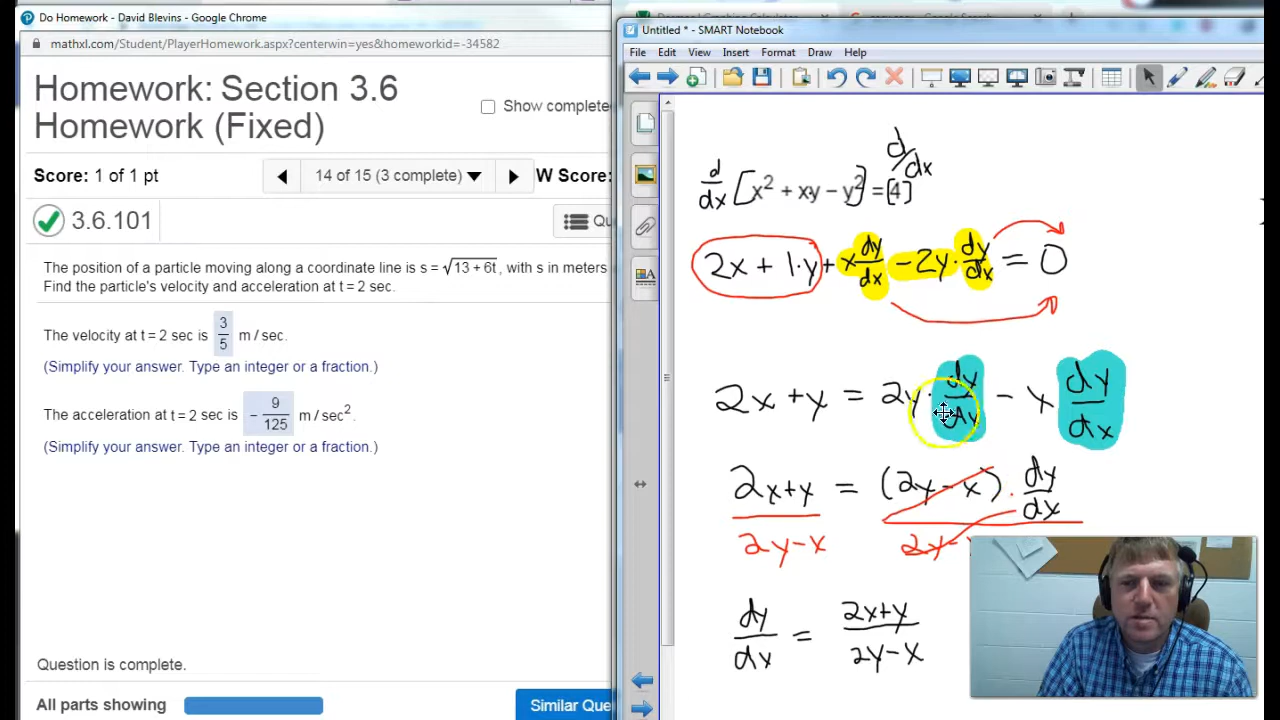 Do Homework - David Blevins - Google Chrome
mathxl.com/Student/PlayerHomework.aspx?centerwin=yes&homeworkid=-34582
Homework: Section 3.6
Homework (Fixed)
Show complete
Score: 1 of 1 pt
14 of 15 (3 complete)
W Score:
3.6.101
Qu
The position of a particle moving along a coordinate line is s = √13 + 6t, with s in meters
Find the particle's velocity and acceleration at t = 2 sec.
The velocity at t = 2 sec is 3/5 m / sec.
(Simplify your answer. Type an integer or a fraction.)
The acceleration at t = 2 sec is - 9/125 m / sec².
(Simplify your answer. Type an integer or a fraction.)
Question is complete.
All parts showing
Similar Que
Untitled * - SMART Notebook
File Edit View Insert Format Draw Help
d/dx [x² + xy - y²] = d/dx [4]
2x + 1·y + x dy/dx - 2y· dy/dx = 0
2x + y = 2y· dy/dx - x dy/dx
2x+y = (2y-x) · dy/dx
2y-x 2y-
dy/dx = 2x+y/2y-x